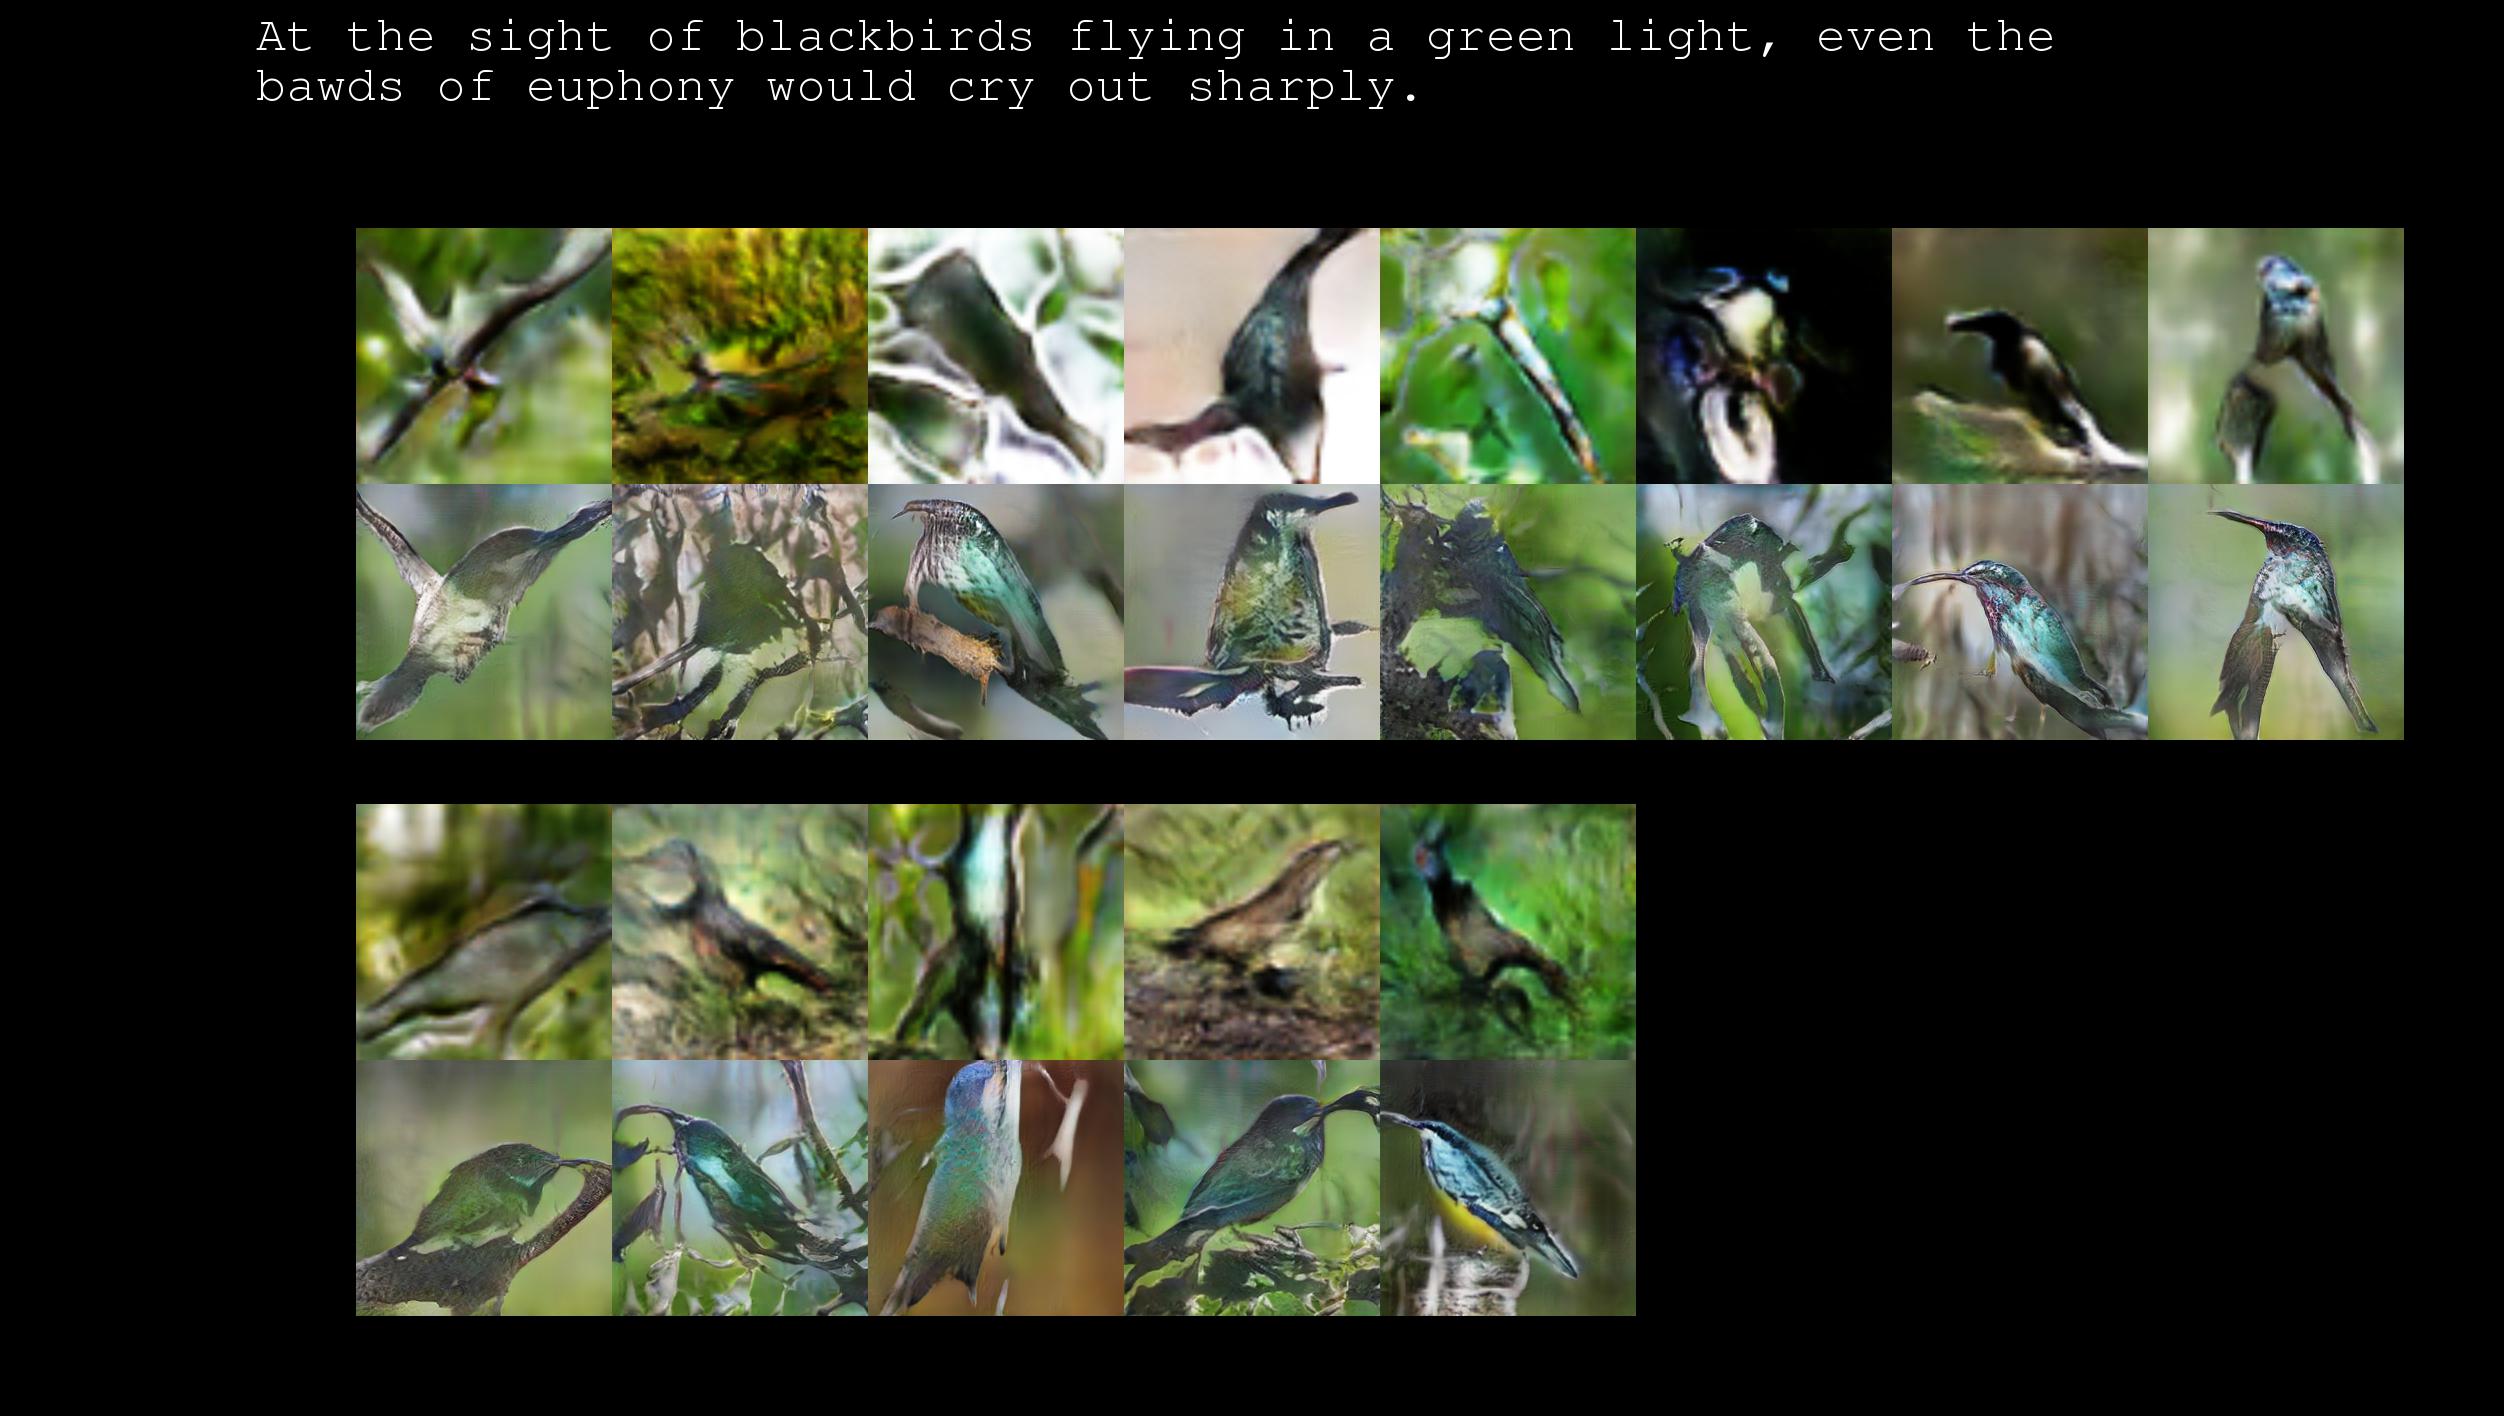 At the sight of blackbirds flying in a green light, even the
bawds of euphony would cry out sharply.